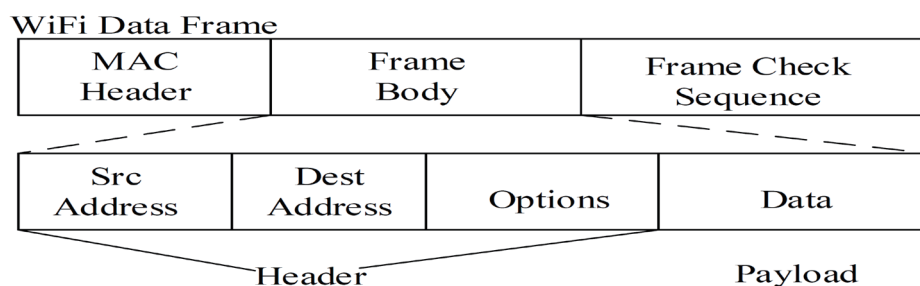 WiFi Data Frame
MAC
Header
Frame
Body
Frame Check
Sequence
Src
Address
Dest
Address
Options
Data
Header
Payload